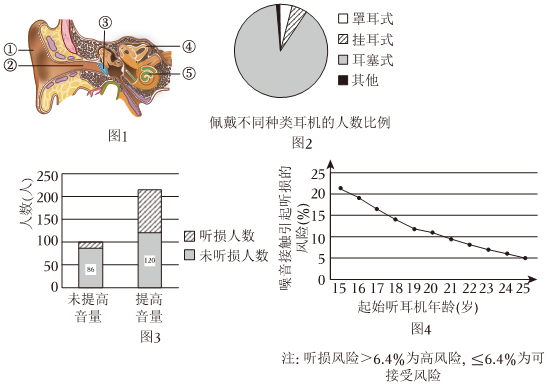 ①
②
③
④
⑤
图1
罩耳式
挂耳式
耳塞式
其他
佩戴不同种类耳机的人数比例
图2
人数(人)
250
200
150
100
50
0
86
120
未提高
音量
提高
音量
听损人数
未听损人数
图3
噪音接触引起听损的
风险(%)
25
20
15
10
5
0
15 16 17 18 19 20 21 22 23 24 25
起始听耳机年龄(岁)
图4
注: 听损风险>6.4%为高风险, ≤6.4%为可
接受风险